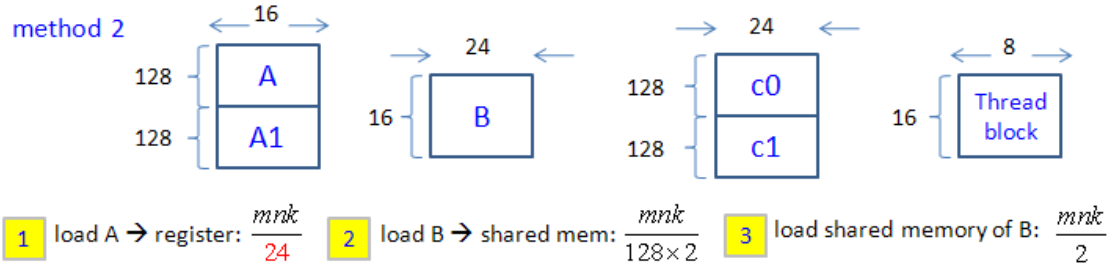 method 2
16
128
A
128
A1
24
16
B
24
128
c0
128
c1
8
16
Thread
block
1 load A → register: mnk/24
2 load B → shared mem: mnk/128×2
3 load shared memory of B: mnk/2